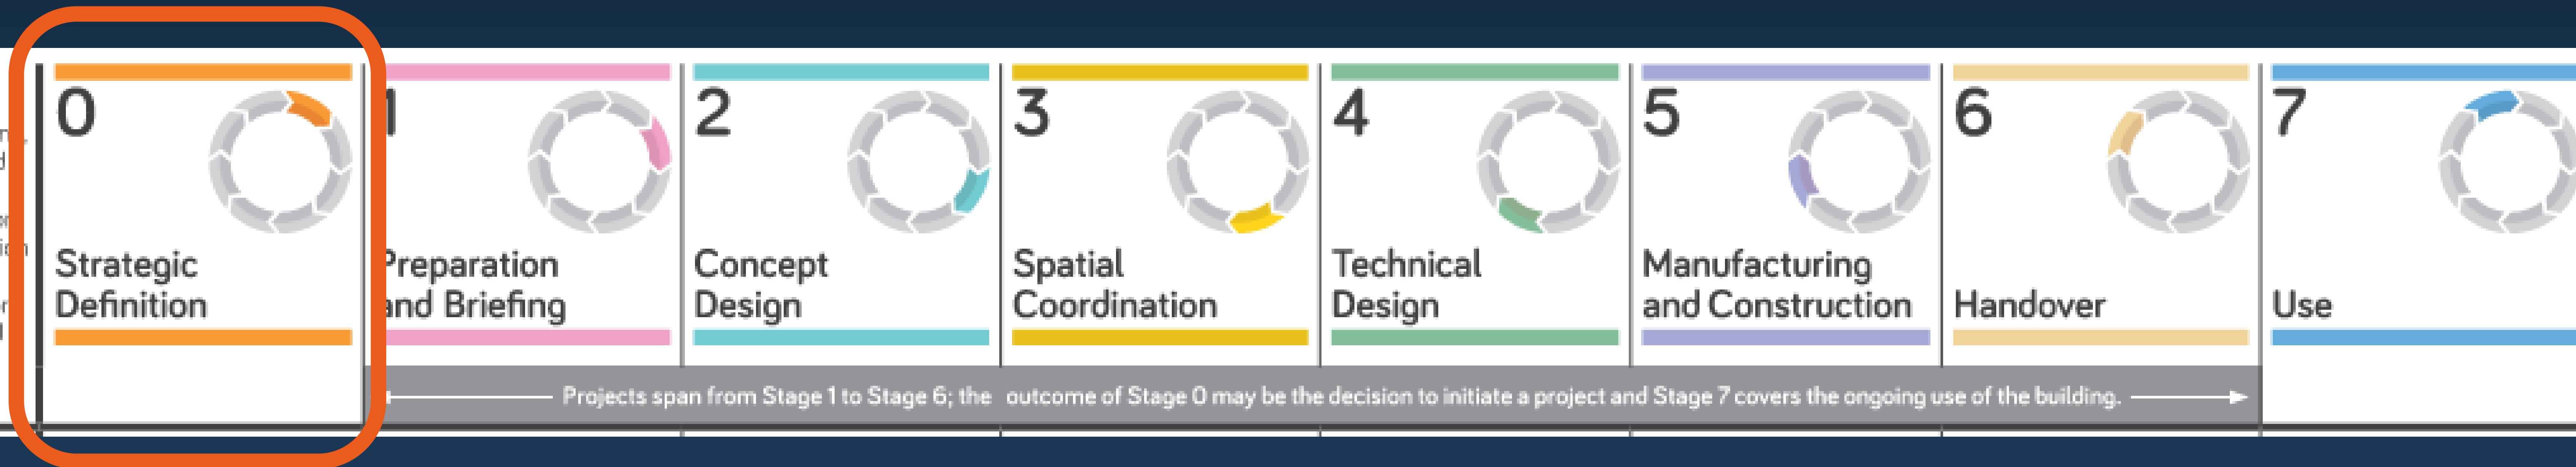 0
Strategic
Definition
1
Preparation
and Briefing
2
Concept
Design
3
Spatial
Coordination
4
Technical
Design
5
Manufacturing
and Construction
6
Handover
7
Use
Projects span from Stage 1 to Stage 6; the outcome of Stage 0 may be the decision to initiate a project and Stage 7 covers the ongoing use of the building.